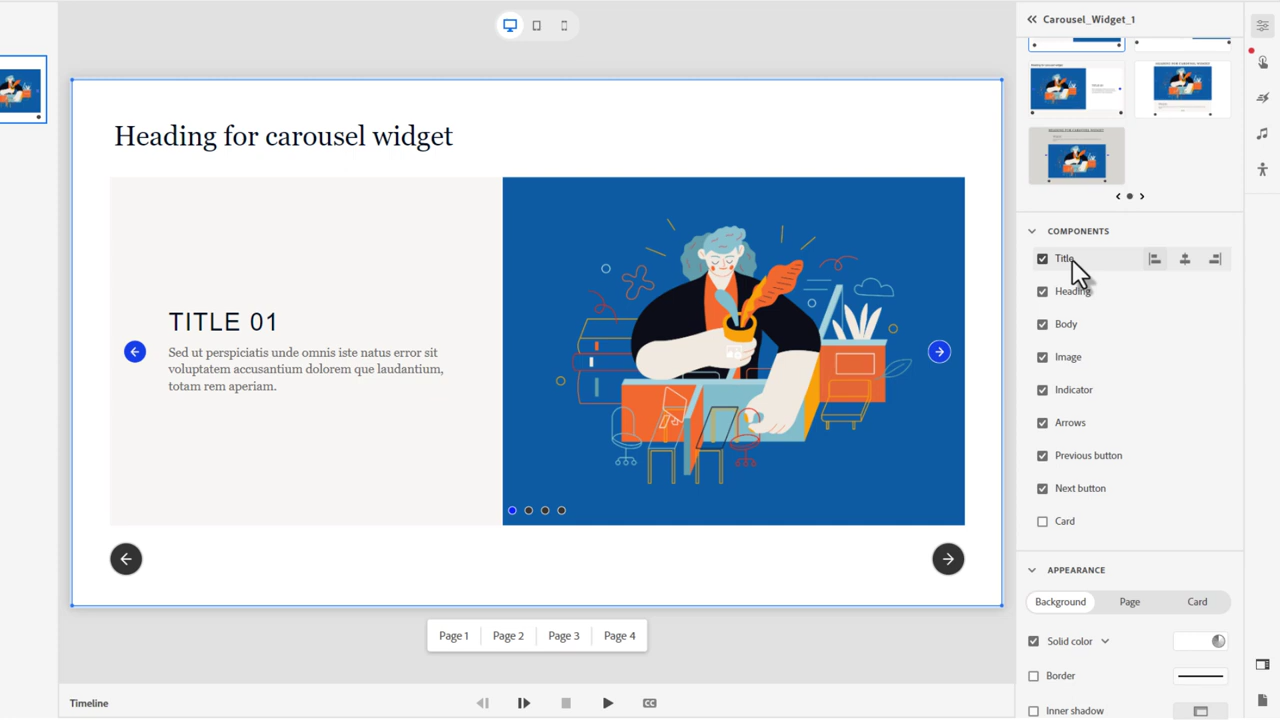 Carousel_Widget_1
Heading for carousel widget
TITLE 01
Sed ut perspiciatis unde omnis iste natus error sit
voluptatem accusantium dolorem que laudantium,
totam rem aperiam.
Page 1
Page 2
Page 3
Page 4
Timeline
COMPONENTS
Title
Heading
Body
Image
Indicator
Arrows
Previous button
Next button
Card
APPEARANCE
Background
Page
Card
Solid color
Border
Inner shadow